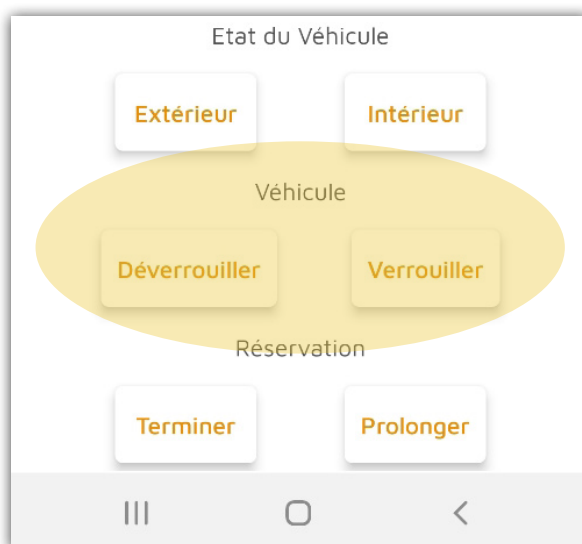 Etat du Véhicule
Extérieur Intérieur
Véhicule
Déverrouiller Verrouiller
Réservation
Terminer Prolonger